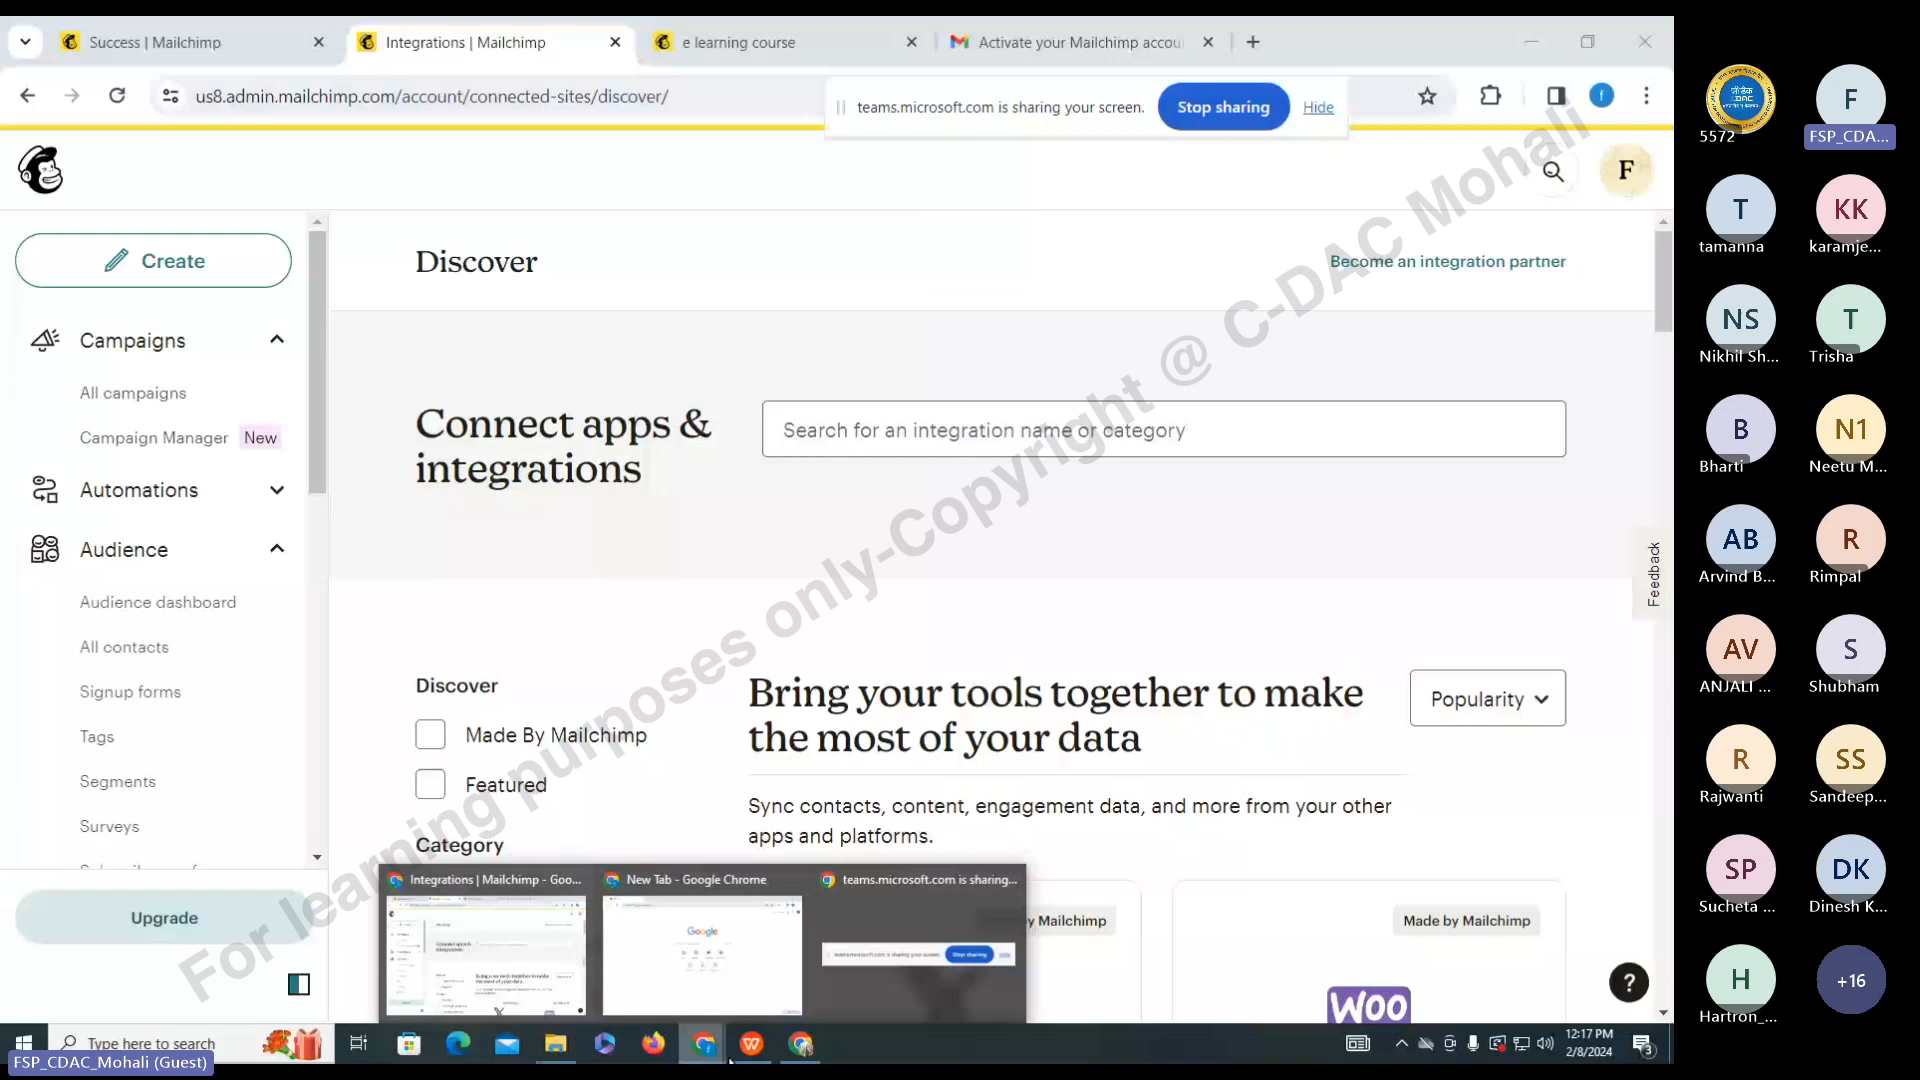 Success | Mailchimp
Integrations | Mailchimp
e learning course
Activate your Mailchimp accou
us8.admin.mailchimp.com/account/connected-sites/discover/
teams.microsoft.com is sharing your screen.
Stop sharing
Hide
f
F
Create
Campaigns
All campaigns
Campaign Manager New
Automations
Audience
Audience dashboard
All contacts
Signup forms
Tags
Segments
Surveys
Upgrade
Discover
Become an integration partner
Connect apps &
integrations
Search for an integration name or category
Feedback
Discover
Made By Mailchimp
Featured
Category
Bring your tools together to make
the most of your data
Popularity
Sync contacts, content, engagement data, and more from your other
apps and platforms.
y Mailchimp
Made by Mailchimp
WOO
?
For learning purposes only-Copyright @ C-DAC Mohali
Integrations | Mailchimp - Goo...
New Tab - Google Chrome
teams.microsoft.com is sharing...
Google
Stop sharing
Type here to search
12:17 PM
2/8/2024
3
FSP_CDAC_Mohali (Guest)
5572
F
FSP_CDA...
T
tamanna
KK
karamje...
NS
Nikhil Sh...
T
Trisha
B
Bharti
N1
Neetu M...
AB
Arvind B...
R
Rimpal
AV
ANJALI ...
S
Shubham
R
Rajwanti
SS
Sandeep...
SP
Sucheta ...
DK
Dinesh K...
H
Hartron_...
+16